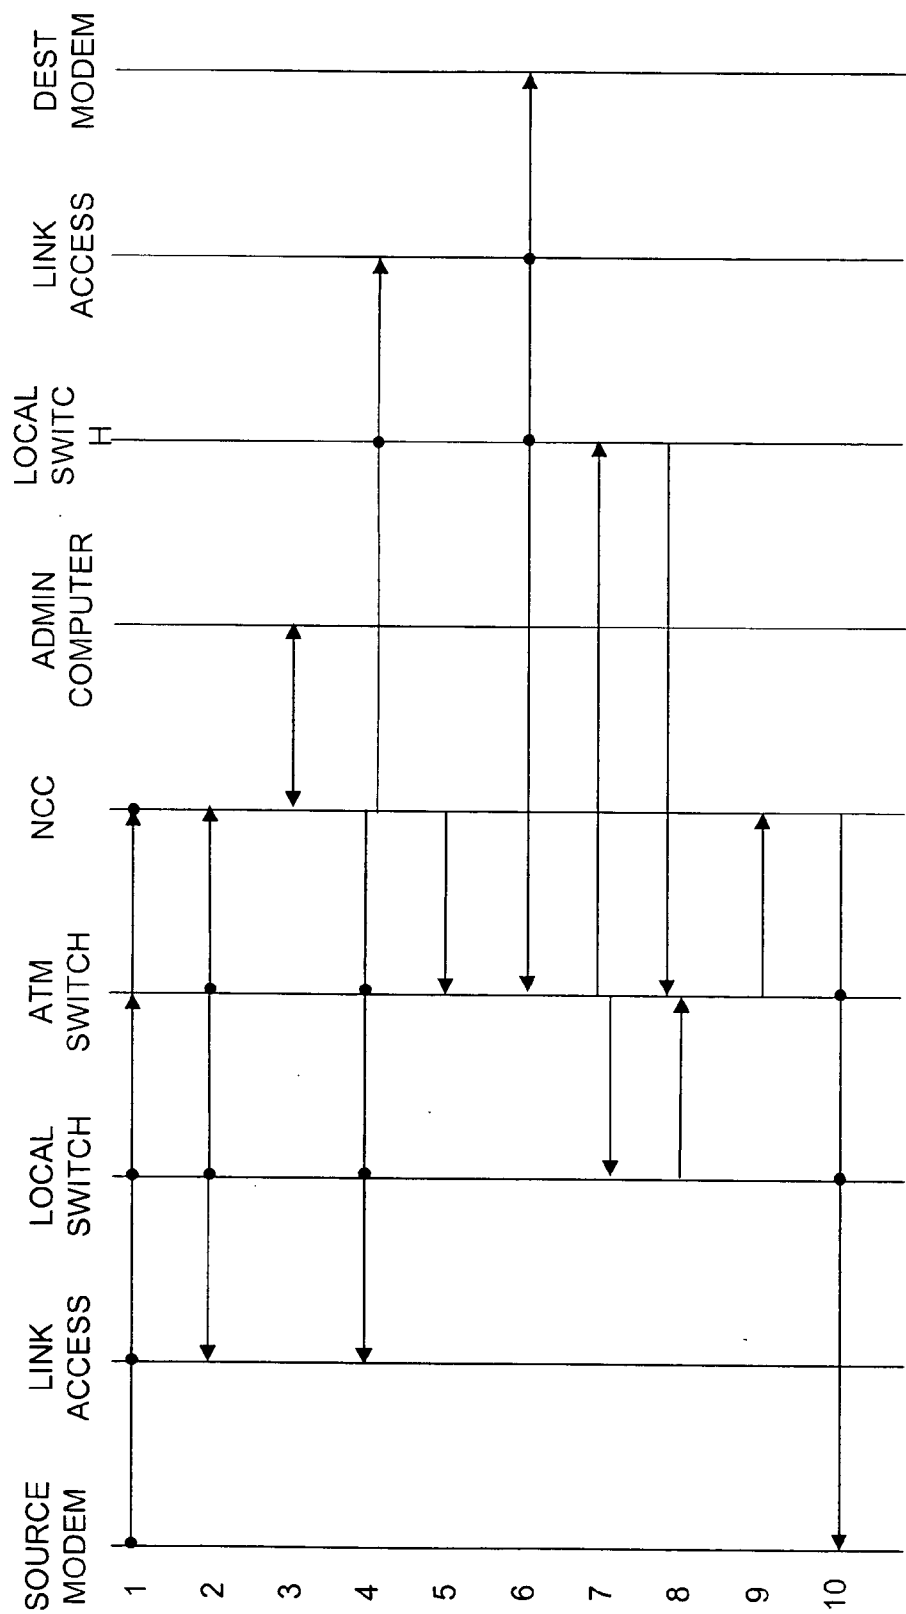 SOURCE
MODEM
LINK
ACCESS
LOCAL
SWITCH
ATM
SWITCH
NCC
ADMIN
COMPUTER
LOCAL
SWITC
H
LINK
ACCESS
DEST
MODEM
1
2
3
4
5
6
7
8
9
10